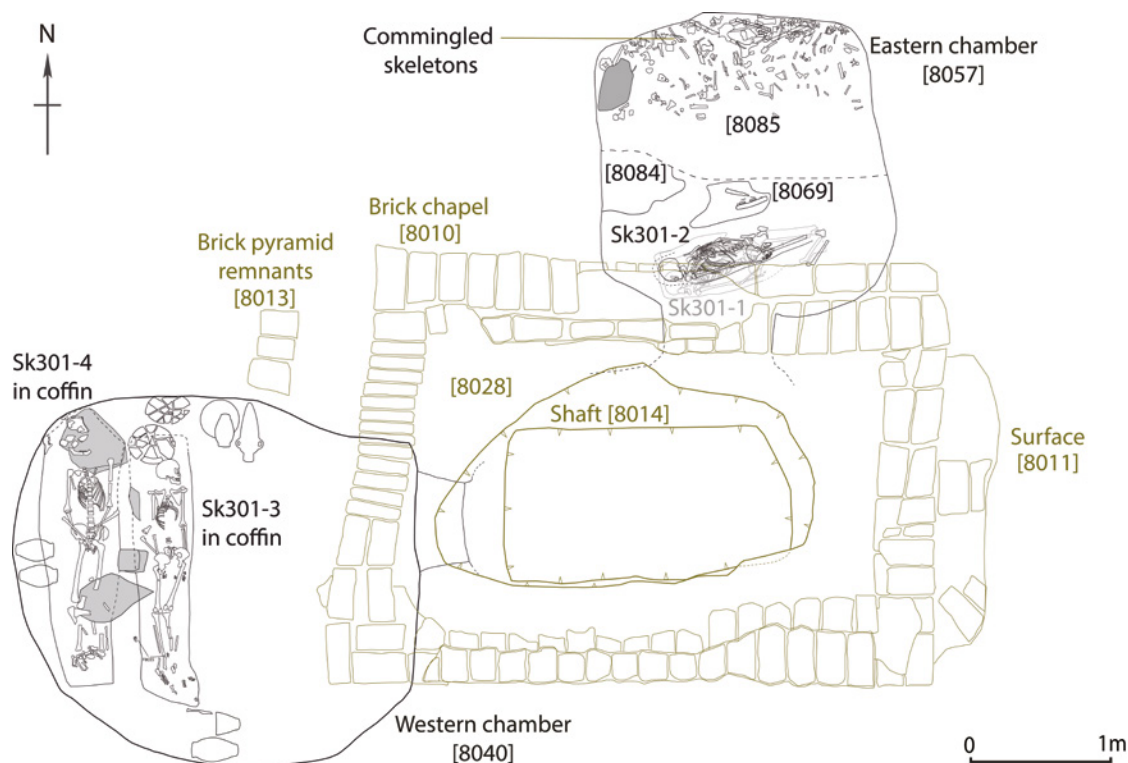 N
Commingled
skeletons
Eastern chamber
[8057]
[8085
[8084]
[8069]
Brick chapel
[8010]
Sk301-2
Brick pyramid
remnants
[8013]
Sk301-1
Sk301-4
in coffin
[8028]
Shaft [8014]
Surface
[8011]
Sk301-3
in coffin
Western chamber
[8040]
0 1m